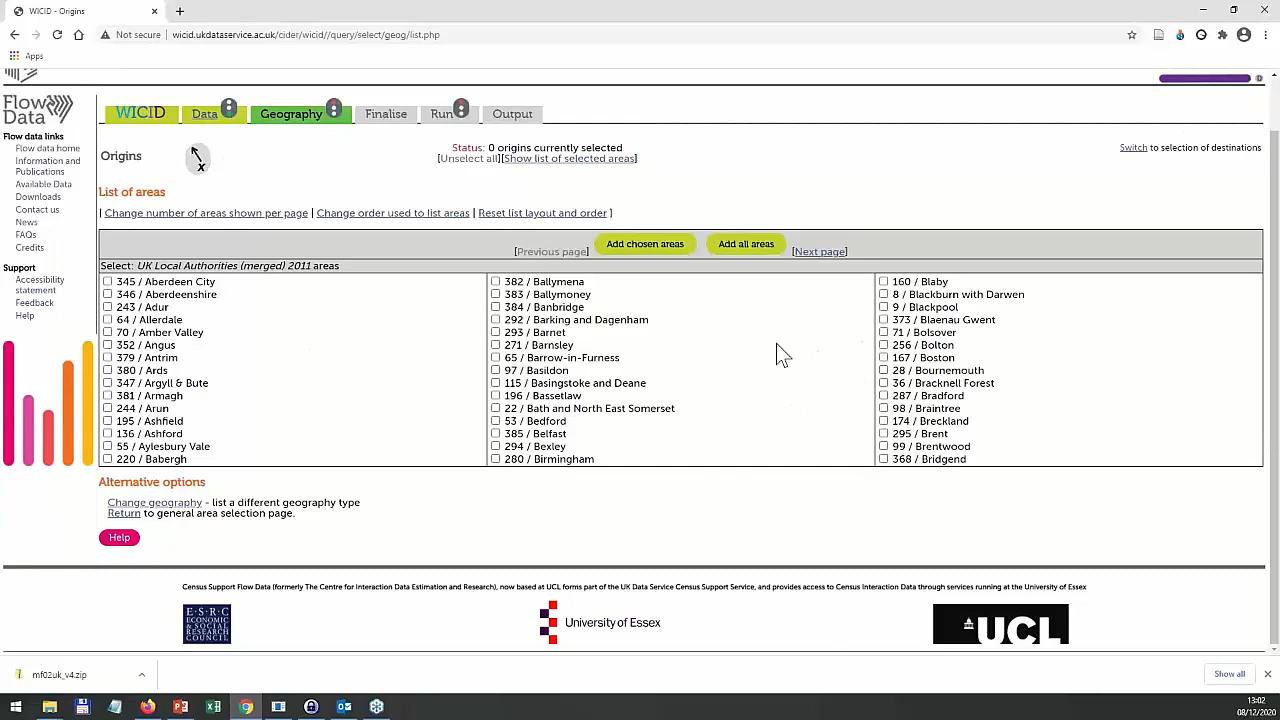 WICID - Origins
Not secure | wicid.ukdataservice.ac.uk/cider/wicid//query/select/geog/list.php
Apps
Flow
Data
WICID
Data
Geography
Finalise
Run
Output
Flow data links
Flow data home
Information and
Publications
Available Data
Downloads
Contact us
News
FAQs
Credits
Support
Accessibility
statement
Feedback
Help
Origins
x
Status: 0 origins currently selected
[Unselect all][Show list of selected areas]
Switch to selection of destinations
List of areas
| Change number of areas shown per page | Change order used to list areas | Reset list layout and order ]
[Previous page] Add chosen areas Add all areas [Next page]
Select: UK Local Authorities (merged) 2011 areas
345 / Aberdeen City
346 / Aberdeenshire
243 / Adur
64 / Allerdale
70 / Amber Valley
352 / Angus
379 / Antrim
380 / Ards
347 / Argyll & Bute
381 / Armagh
244 / Arun
195 / Ashfield
136 / Ashford
55 / Aylesbury Vale
220 / Babergh
382 / Ballymena
383 / Ballymoney
384 / Banbridge
292 / Barking and Dagenham
293 / Barnet
271 / Barnsley
65 / Barrow-in-Furness
97 / Basildon
115 / Basingstoke and Deane
196 / Bassetlaw
22 / Bath and North East Somerset
53 / Bedford
385 / Belfast
294 / Bexley
280 / Birmingham
160 / Blaby
8 / Blackburn with Darwen
9 / Blackpool
373 / Blaenau Gwent
71 / Bolsover
256 / Bolton
167 / Boston
28 / Bournemouth
36 / Bracknell Forest
287 / Bradford
98 / Braintree
174 / Breckland
295 / Brent
99 / Brentwood
368 / Bridgend
Alternative options
Change geography - list a different geography type
Return to general area selection page.
Help
Census Support Flow Data (formerly The Centre for Interaction Data Estimation and Research), now based at UCL forms part of the UK Data Service Census Support Service, and provides access to Census Interaction Data through services running at the University of Essex
E·S·R·C
ECONOMIC
& SOCIAL
RESEARCH
COUNCIL
University of Essex
UCL
mf02uk_v4.zip
Show all
13:02
08/12/2020